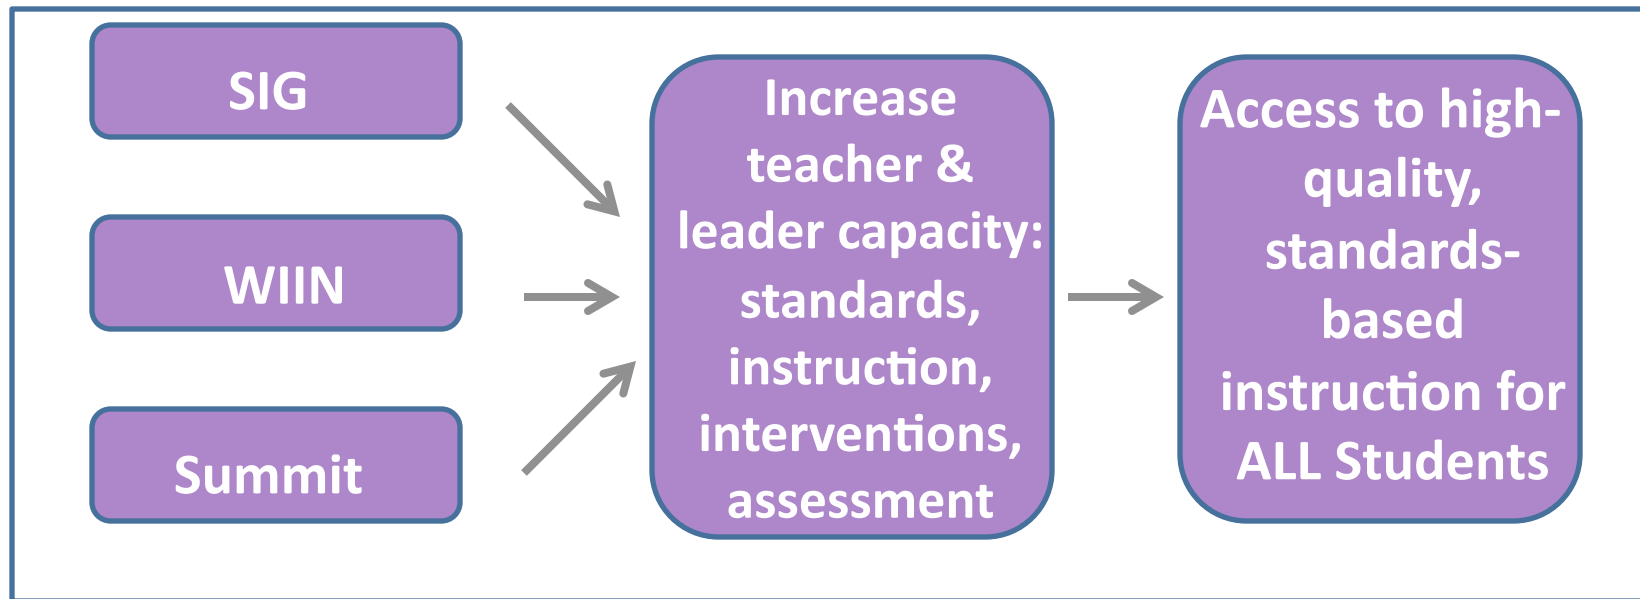 SIG
WIIN
Summit
Increase
teacher &
leader capacity:
standards,
instruction,
interventions,
assessment
Access to high-
quality,
standards-
based
instruction for
ALL Students